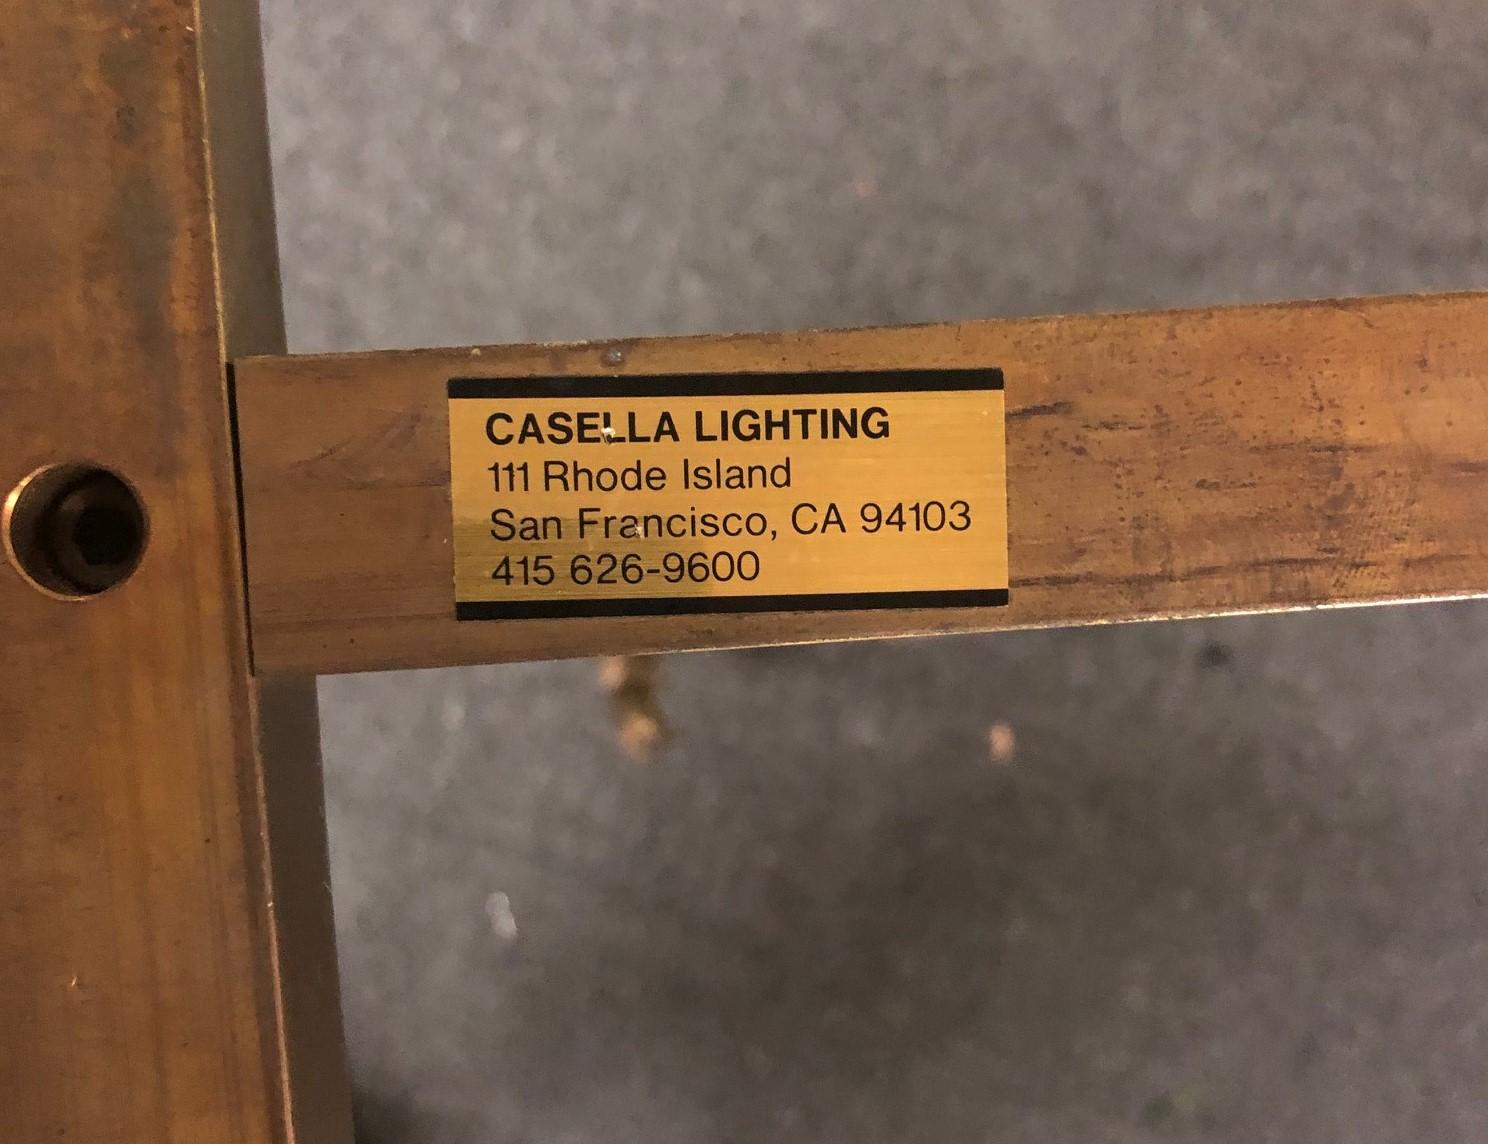 CASELLA LIGHTING
111 Rhode Island
San Francisco, CA 94103
415 626-9600